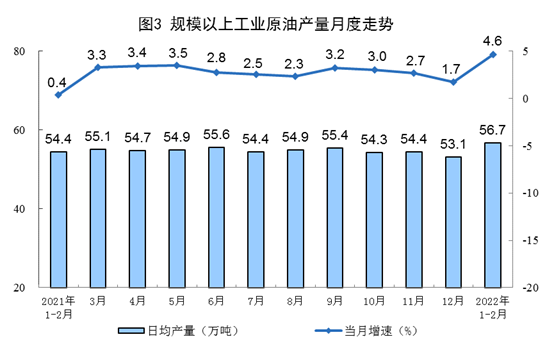 图3 规模以上工业原油产量月度走势
80 60 40 20
5 0 -5 -10 -15 -20
0.4 3.3 3.4 3.5 2.8 2.5 2.3 3.2 3.0 2.7 1.7 4.6
54.4 55.1 54.7 54.9 55.6 54.4 54.9 55.4 54.3 54.4 53.1 56.7
2021年 3月 4月 5月 6月 7月 8月 9月 10月 11月 12月 2022年
1-2月 1-2月
日均产量（万吨） 当月增速（%）